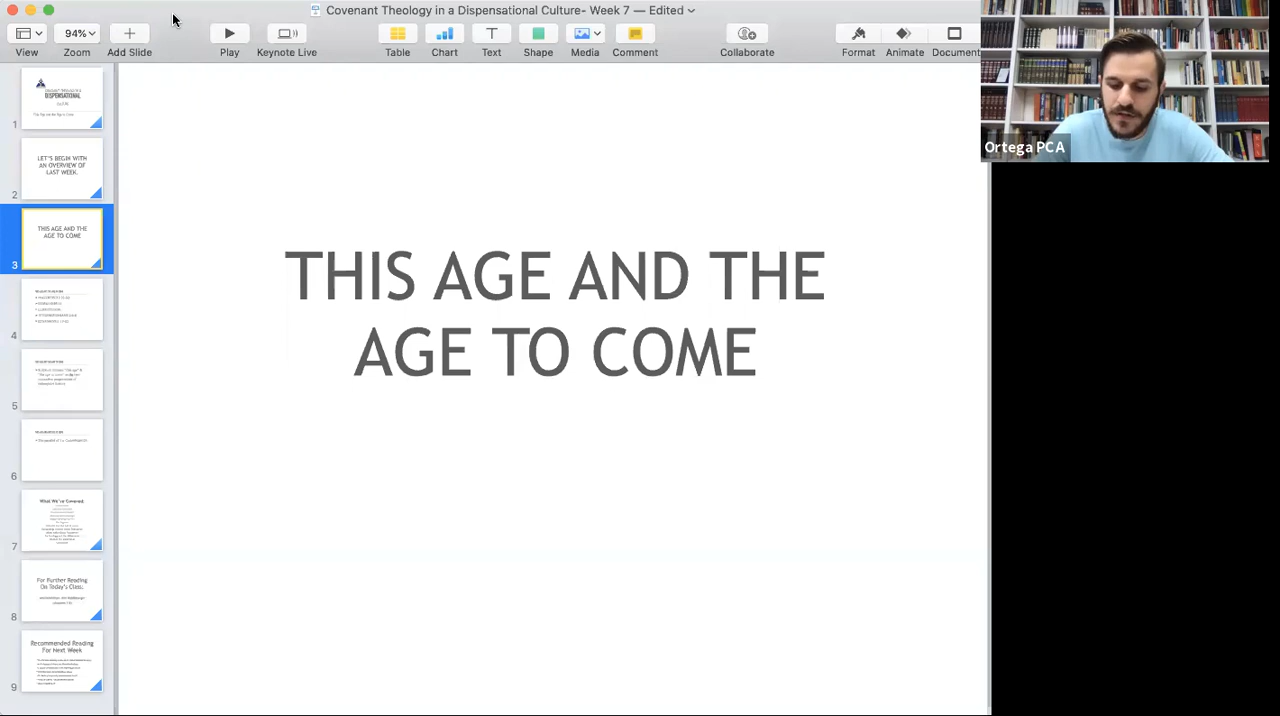 Covenant Theology in a Dispensational Culture- Week 7 — Edited
94%
View
Zoom
Add Slide
Play
Keynote Live
Table
Chart
Text
Shape
Media
Comment
Collaborate
Format
Animate
Document
Ortega PCA
THIS AGE AND THE
AGE TO COME
DISPENSATIONAL
1
LET'S BEGIN WITH
AN OVERVIEW OF
LAST WEEK.
2
THIS AGE AND THE
AGE TO COME
3
4
5
6
What We've Covered
7
For Further Reading
On Today's Class:
8
Recommended Reading
For Next Week
9